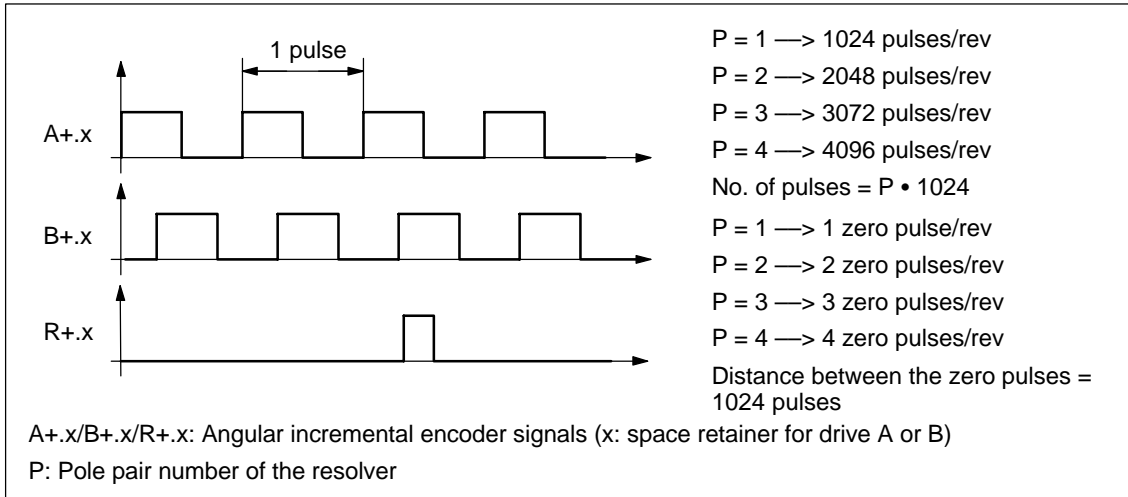 1 pulse
A+.x
B+.x
R+.x
P = 1 —> 1024 pulses/rev
P = 2 —> 2048 pulses/rev
P = 3 —> 3072 pulses/rev
P = 4 —> 4096 pulses/rev
No. of pulses = P • 1024
P = 1 —> 1 zero pulse/rev
P = 2 —> 2 zero pulses/rev
P = 3 —> 3 zero pulses/rev
P = 4 —> 4 zero pulses/rev
Distance between the zero pulses =
1024 pulses
A+.x/B+.x/R+.x: Angular incremental encoder signals (x: space retainer for drive A or B)
P: Pole pair number of the resolver